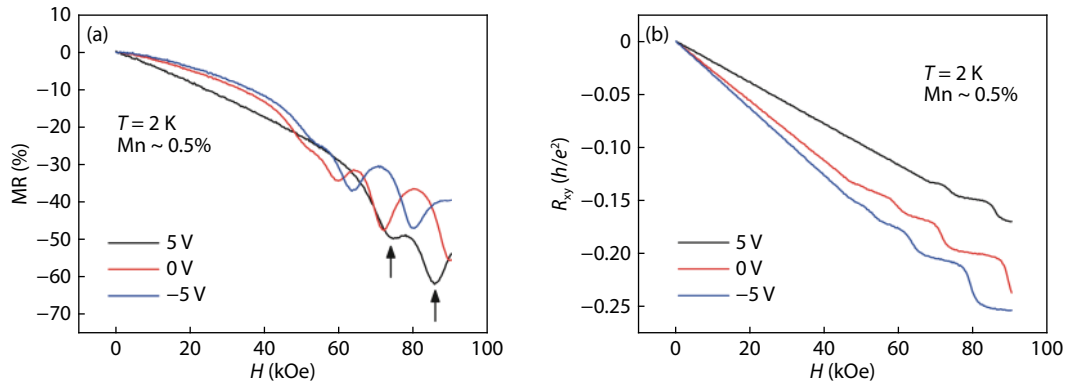 (a)
10
0
−10
−20
−30
−40
−50
−60
−70
MR (%)
T = 2 K
Mn ~ 0.5%
5 V
0 V
−5 V
0
20
40
60
80
100
H (kOe)
(b)
0
−0.05
−0.10
−0.15
−0.20
−0.25
Rxy (h/e²)
T = 2 K
Mn ~ 0.5%
5 V
0 V
−5 V
0
20
40
60
80
100
H (kOe)